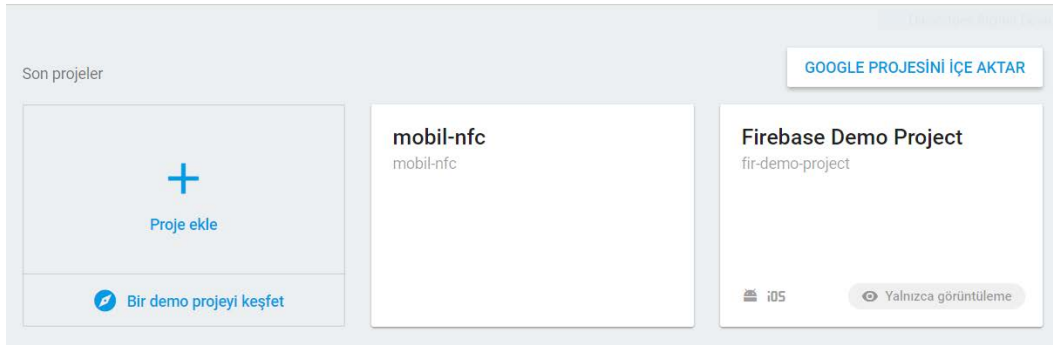 Son projeler
GOOGLE PROJESİNİ İÇE AKTAR
mobil-nfc
mobil-nfc
Firebase Demo Project
fir-demo-project
Proje ekle
Bir demo projeyi keşfet
iOS
Yalnızca görüntüleme